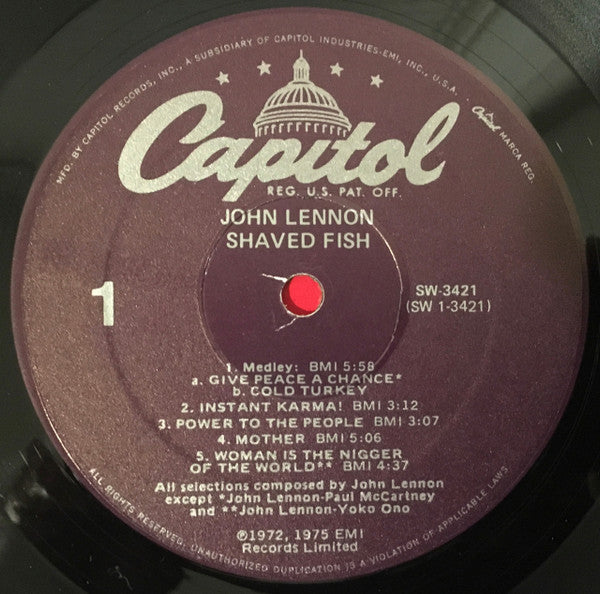 MFD. BY CAPITOL RECORDS, INC., A SUBSIDIARY OF CAPITOL INDUSTRIES-EMI, INC., U.S.A.
Capitol MARCA REG.
Capitol
REG. U.S. PAT. OFF.
JOHN LENNON
SHAVED FISH
1
SW-3421
(SW 1-3421)
1. Medley: BMI 5:58
a. GIVE PEACE A CHANCE*
b. COLD TURKEY
2. INSTANT KARMA! BMI 3:12
3. POWER TO THE PEOPLE BMI 3:07
4. MOTHER BMI 5:06
5. WOMAN IS THE NIGGER
OF THE WORLD** BMI 4:37
All selections composed by John Lennon
except *John Lennon-Paul McCartney
and **John Lennon-Yoko Ono
℗1972, 1975 EMI
Records Limited
ALL RIGHTS RESERVED. UNAUTHORIZED DUPLICATION IS A VIOLATION OF APPLICABLE LAWS.